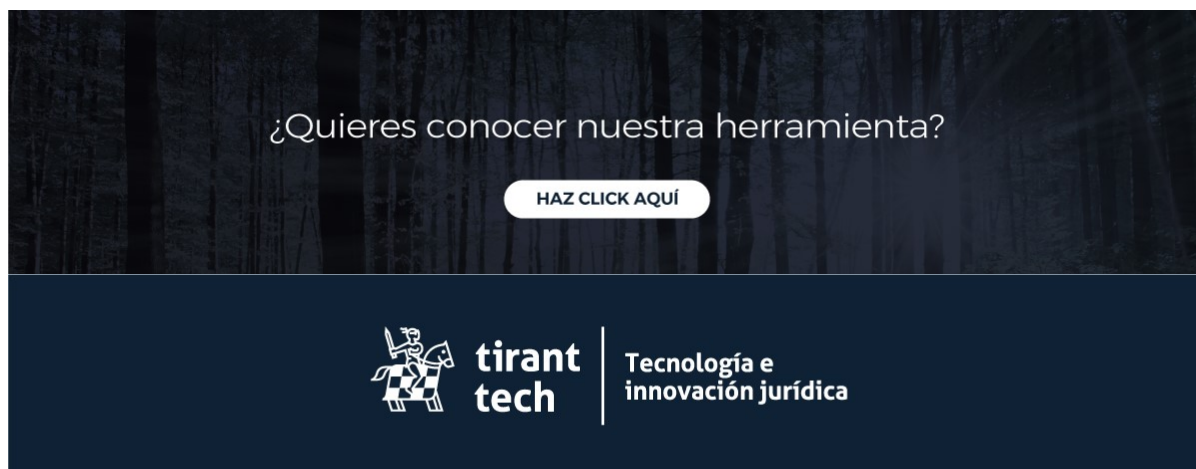 ¿Quieres conocer nuestra herramienta?
HAZ CLICK AQUÍ
tirant
tech
Tecnología e
innovación jurídica